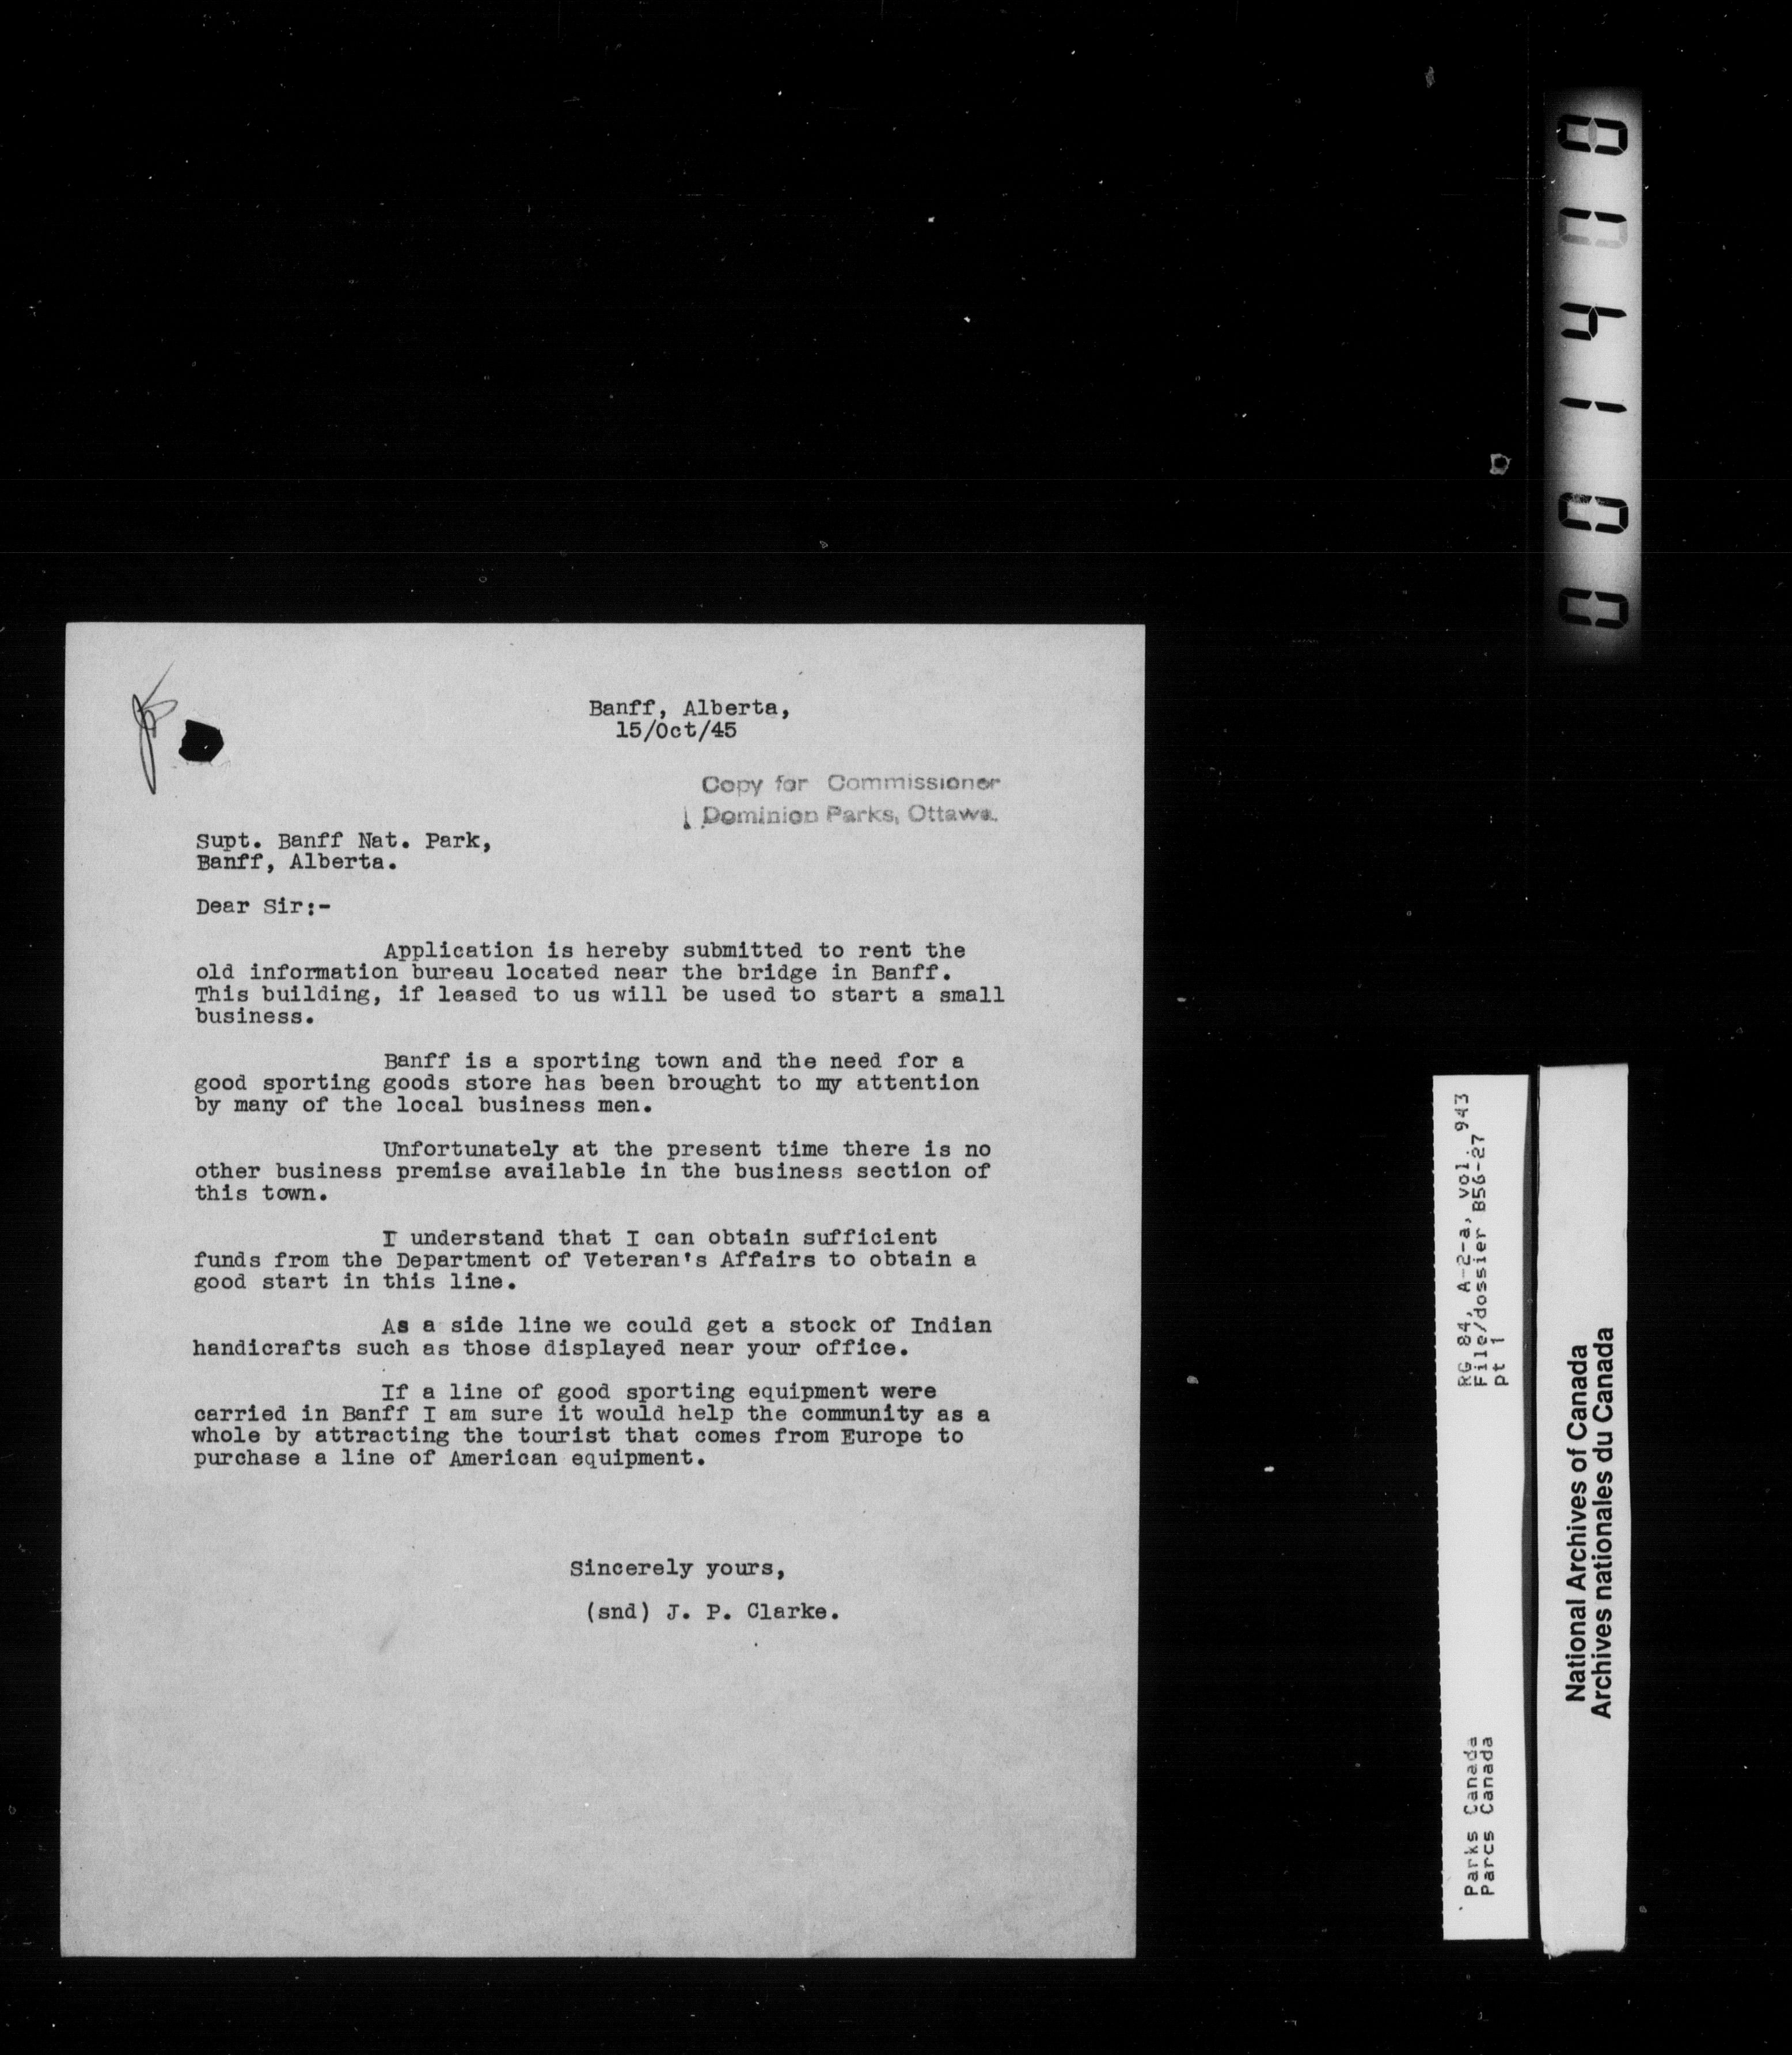 Banff, Alberta,
15/Oct/45
Copy for Commissioner
Dominion Parks, Ottawa.
Supt. Banff Nat. Park,
Banff, Alberta.
Dear Sir:-
Application is hereby submitted to rent the
old information bureau located near the bridge in Banff.
This building, if leased to us will be used to start a small
business.
Banff is a sporting town and the need for a
good sporting goods store has been brought to my attention
by many of the local business men.
Unfortunately at the present time there is no
other business premise available in the business section of
this town.
I understand that I can obtain sufficient
funds from the Department of Veteran's Affairs to obtain a
good start in this line.
As a side line we could get a stock of Indian
handicrafts such as those displayed near your office.
If a line of good sporting equipment were
carried in Banff I am sure it would help the community as a
whole by attracting the tourist that comes from Europe to
purchase a line of American equipment.
Sincerely yours,
(snd) J. P. Clarke.
Parks Canada
Parcs Canada
RG 84, A-2-a, vol. 943
File/dossier B56-27
pt 1
National Archives of Canada
Archives nationales du Canada